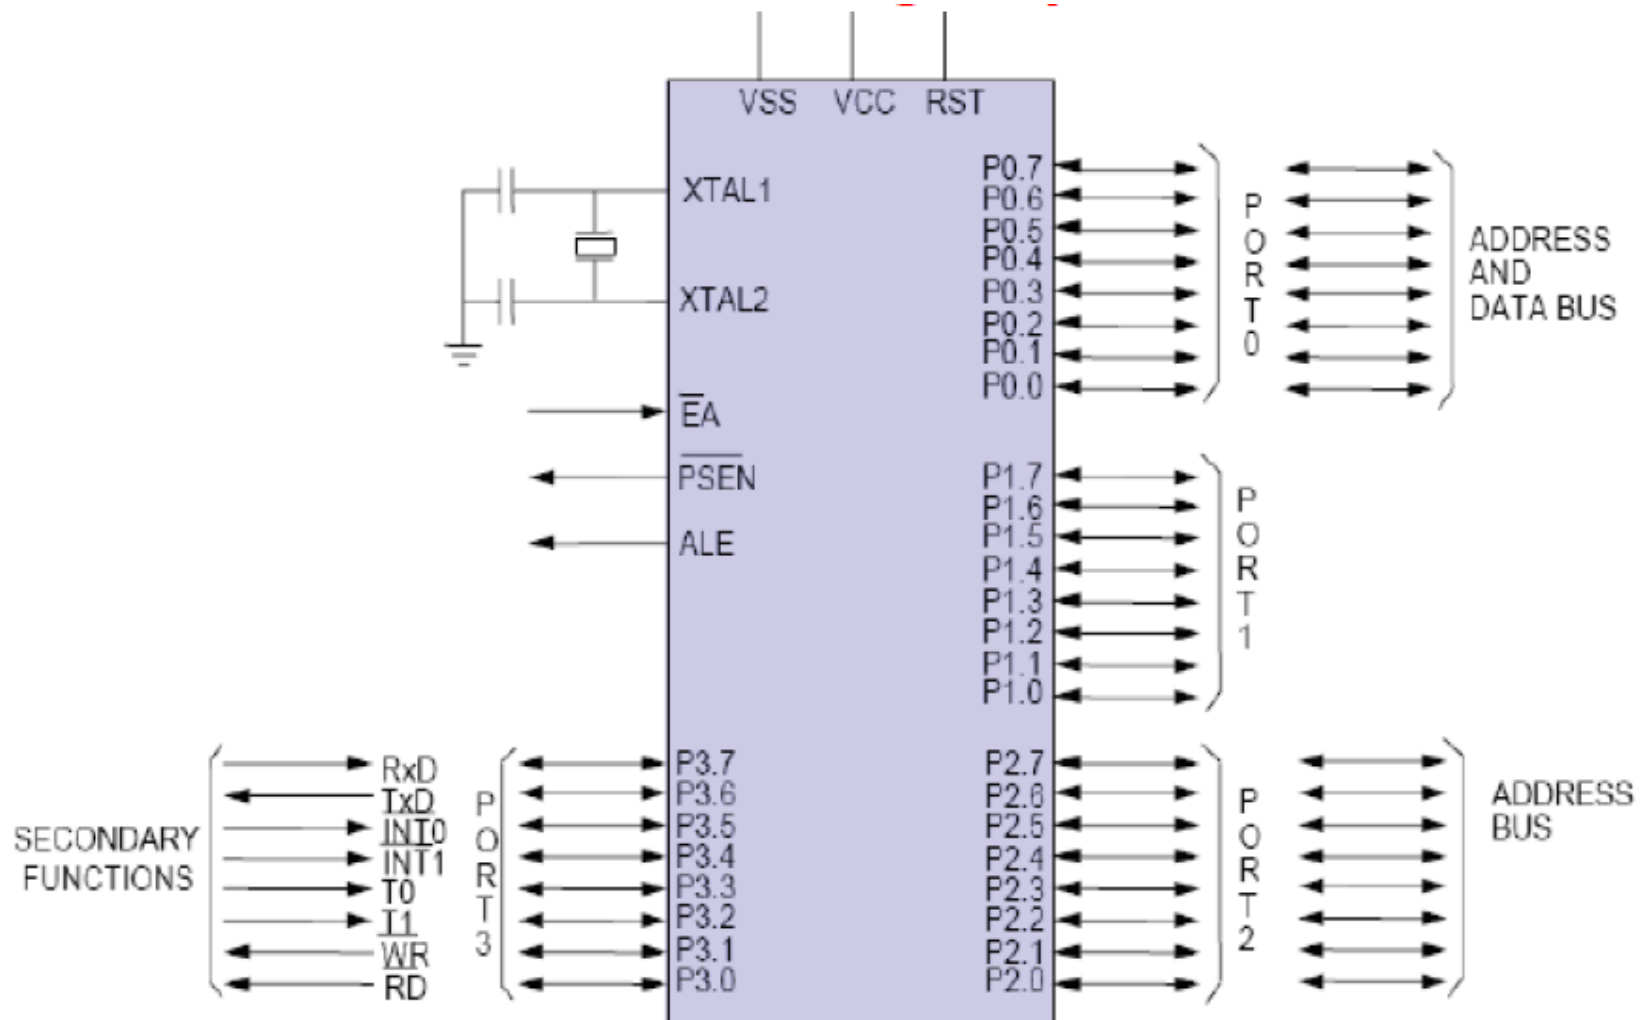 VSS VCC RST
XTAL1
XTAL2
EA
PSEN
ALE
P0.7
P0.6
P0.5
P0.4
P0.3
P0.2
P0.1
P0.0
PORT0
ADDRESS
AND
DATA BUS
P1.7
P1.6
P1.5
P1.4
P1.3
P1.2
P1.1
P1.0
PORT1
SECONDARY
FUNCTIONS
RxD
TxD
INT0
INT1
T0
T1
WR
RD
PORT3
P3.7
P3.6
P3.5
P3.4
P3.3
P3.2
P3.1
P3.0
P2.7
P2.6
P2.5
P2.4
P2.3
P2.2
P2.1
P2.0
PORT2
ADDRESS
BUS